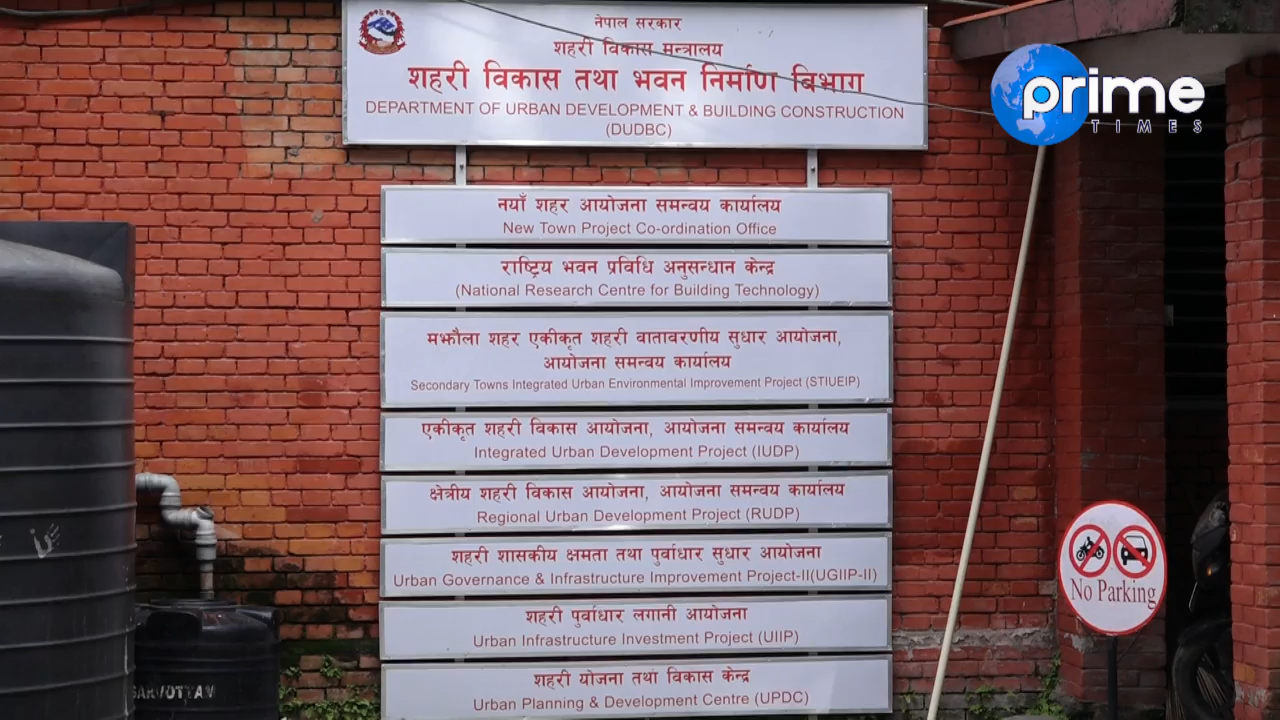 नेपाल सरकार
शहरी विकास मन्त्रालय
शहरी विकास तथा भवन निर्माण विभाग
DEPARTMENT OF URBAN DEVELOPMENT & BUILDING CONSTRUCTION
(DUDBC)
prime
TIMES
नयाँ शहर आयोजना समन्वय कार्यालय
New Town Project Co-ordination Office
राष्ट्रिय भवन प्रविधि अनुसन्धान केन्द्र
(National Research Centre for Building Technology)
मझौला शहर एकीकृत शहरी वातावरणीय सुधार आयोजना,
आयोजना समन्वय कार्यालय
Secondary Towns Integrated Urban Environmental Improvement Project (STIUEIP)
एकीकृत शहरी विकास आयोजना, आयोजना समन्वय कार्यालय
Integrated Urban Development Project (IUDP)
क्षेत्रीय शहरी विकास आयोजना, आयोजना समन्वय कार्यालय
Regional Urban Development Project (RUDP)
शहरी शासकीय क्षमता तथा पुर्वाधार सुधार आयोजना
Urban Governance & Infrastructure Improvement Project-II(UGIIP-II)
शहरी पुर्वाधार लगानी आयोजना
Urban Infrastructure Investment Project (UIIP)
शहरी योजना तथा विकास केन्द्र
Urban Planning & Development Centre (UPDC)
No Parking
SARVOTTAM